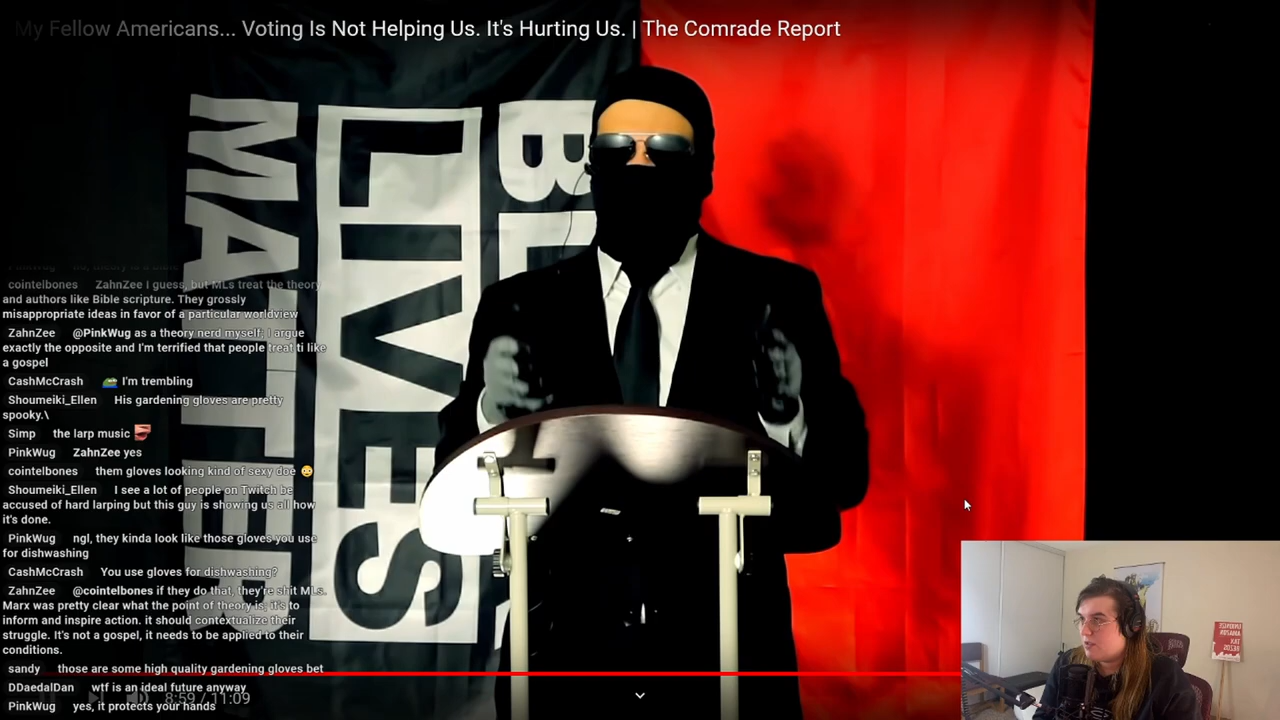 My Fellow Americans... Voting Is Not Helping Us. It's Hurting Us. | The Comrade Report
BL
LIVES
MATTER
PinkWug no, theory is a
cointelbones ZahnZee I guess, but MLs treat the theory
and authors like Bible scripture. They grossly
misappropriate ideas in favor of a particular worldview
ZahnZee @PinkWug as a theory nerd myself; I argue
exactly the opposite and I'm terrified that people treat ti like
a gospel
CashMcCrash I'm trembling
Shoumeiki_Ellen His gardening gloves are pretty
spooky.\
Simp the larp music
PinkWug ZahnZee yes
cointelbones them gloves looking kind of sexy doe
Shoumeiki_Ellen I see a lot of people on Twitch be
accused of hard larping but this guy is showing us all how
it's done.
PinkWug ngl, they kinda look like those gloves you use
for dishwashing
CashMcCrash You use gloves for dishwashing?
ZahnZee @cointelbones if they do that, they're shit MLs.
Marx was pretty clear what the point of theory is, it's to
inform and inspire action. it should contextualize their
struggle. It's not a gospel, it needs to be applied to their
conditions.
sandy those are some high quality gardening gloves bet
DDaedalDan wtf is an ideal future anyway
PinkWug yes, it protects your hands
8:59 / 11:09
AMAZON
TAX
BEZOS